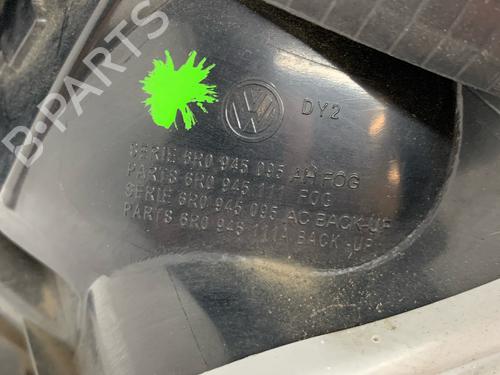 B-PARTS
DY2
SERIE 6R0 945 095 AH FOG
PARTS 6R0 945 111 FOG
SERIE 6R0 945 095 AC BACK-UP
PARTS 6R0 945 111A BACK-UP